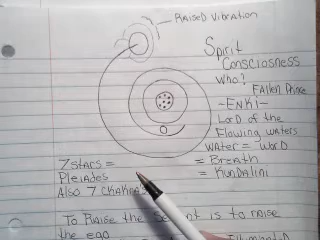 Raised Vibration
Spirit
Consciousness
Who?
Fallen Prince
-Enki-
Lord of the
Flowing Waters
Water = Word
= Breath
= Kundalini
7 Stars =
Pleiades
Also 7 Chakras
To Raise the is to raise
the ego